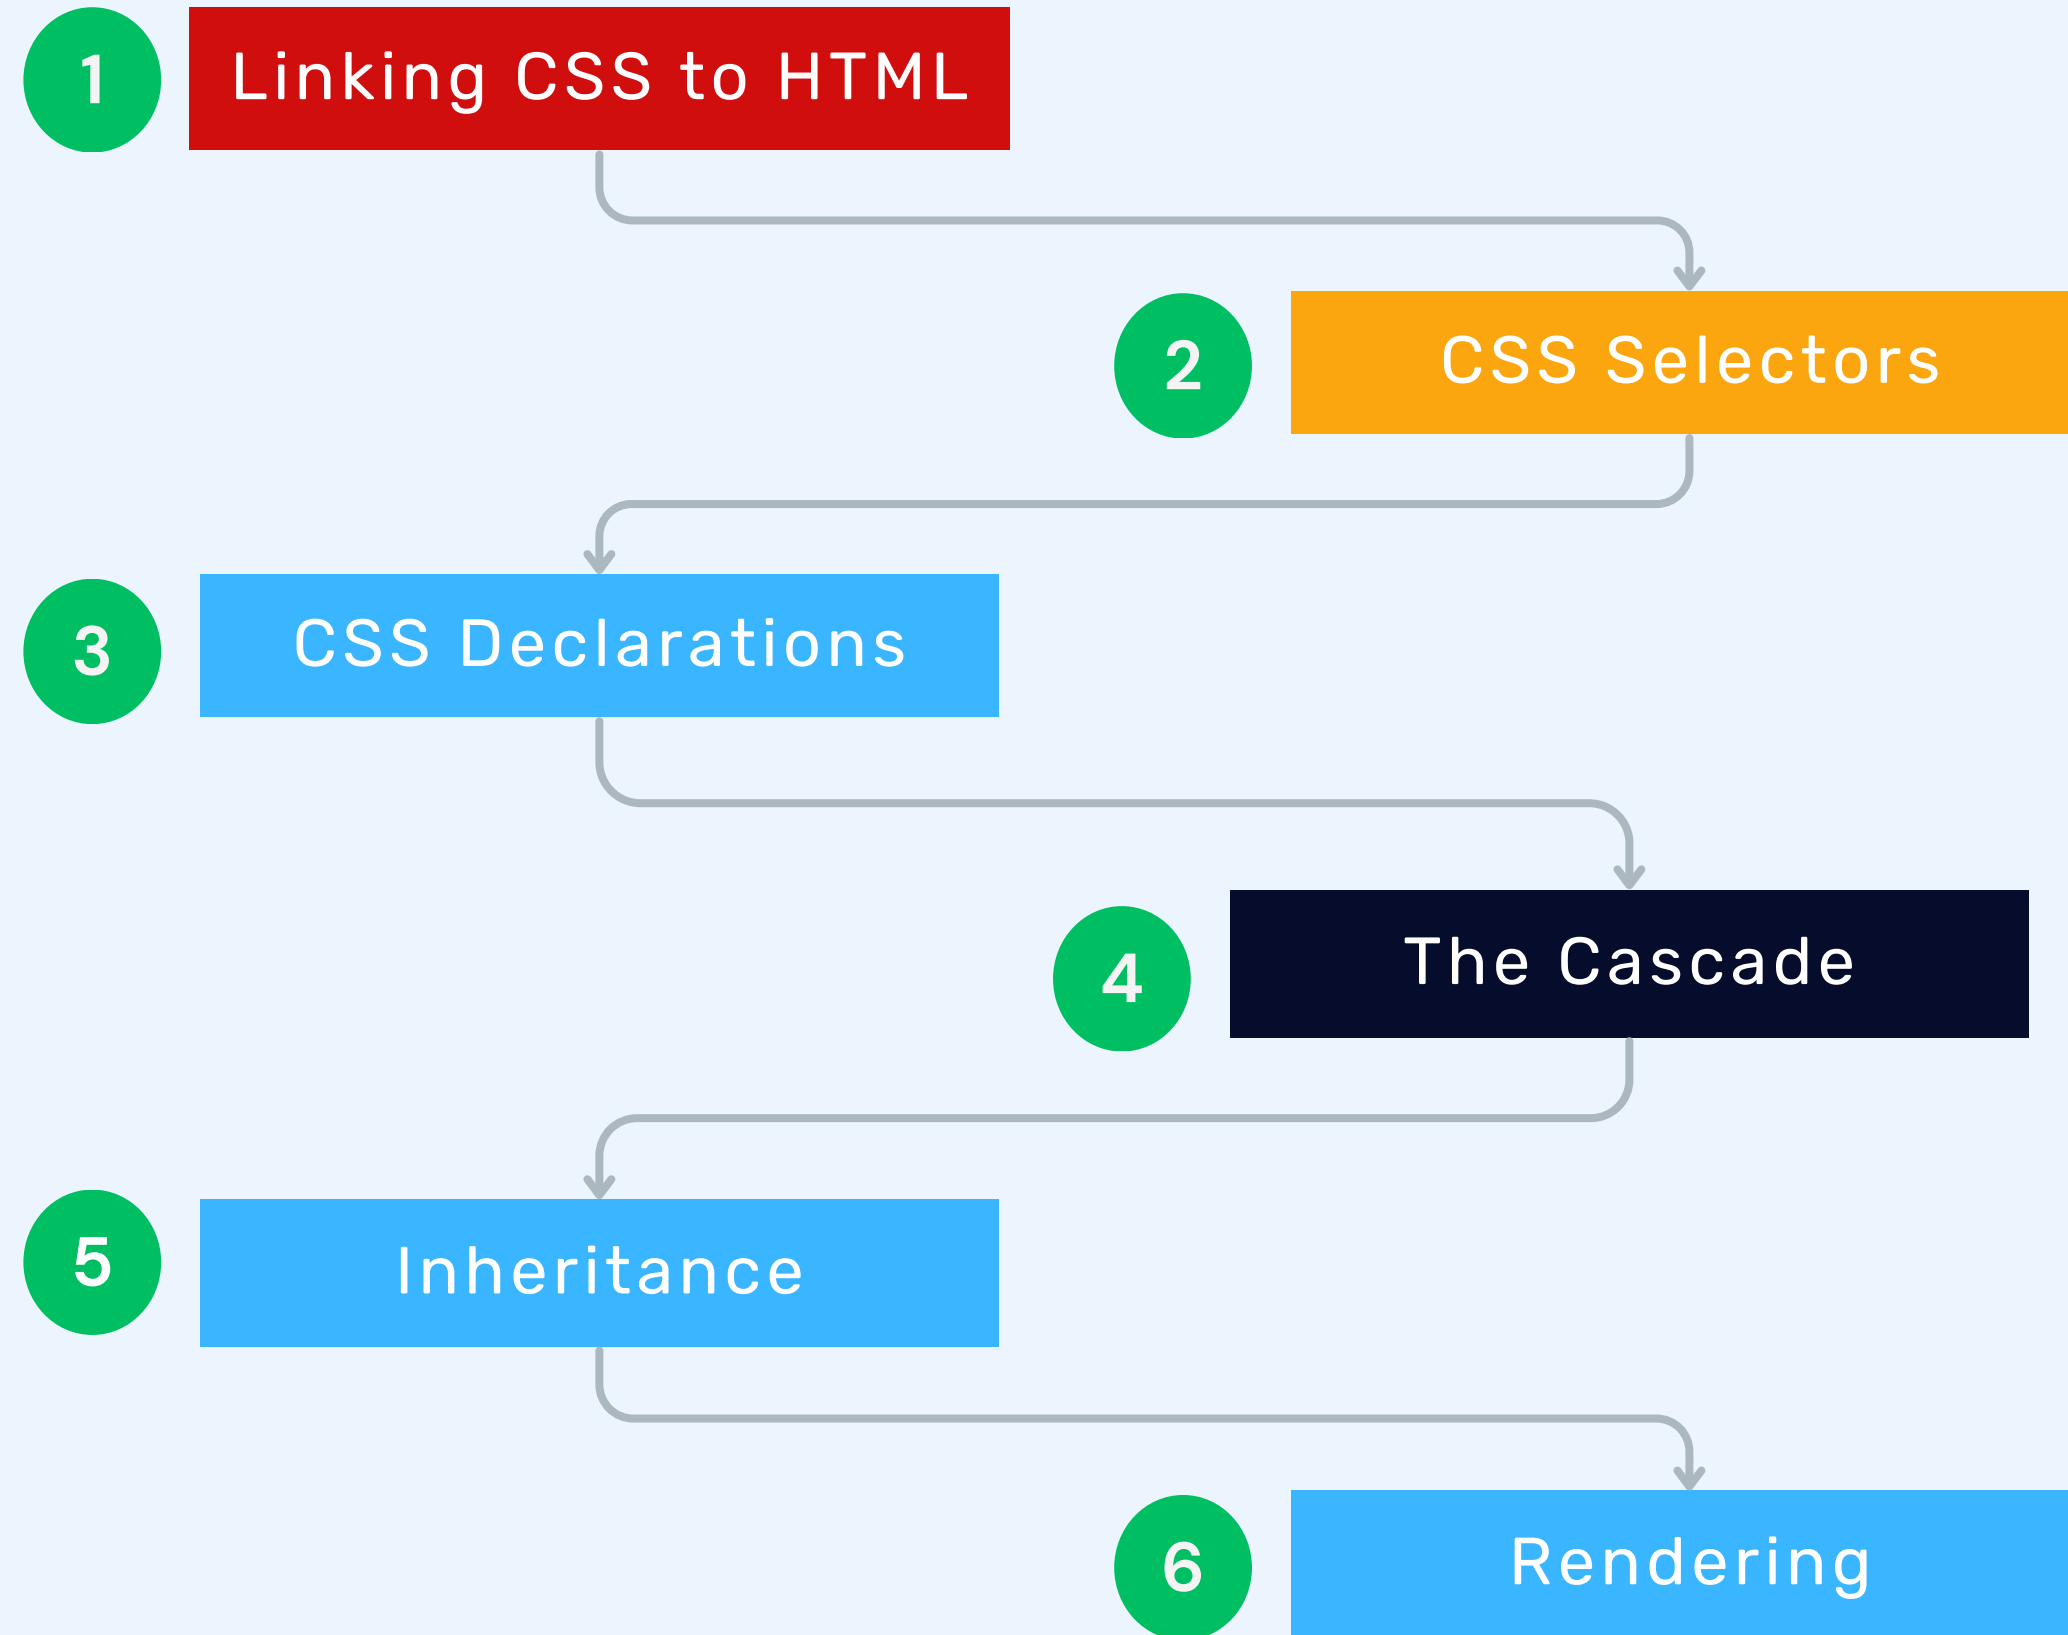 1
Linking CSS to HTML
2
CSS Selectors
3
CSS Declarations
4
The Cascade
5
Inheritance
6
Rendering